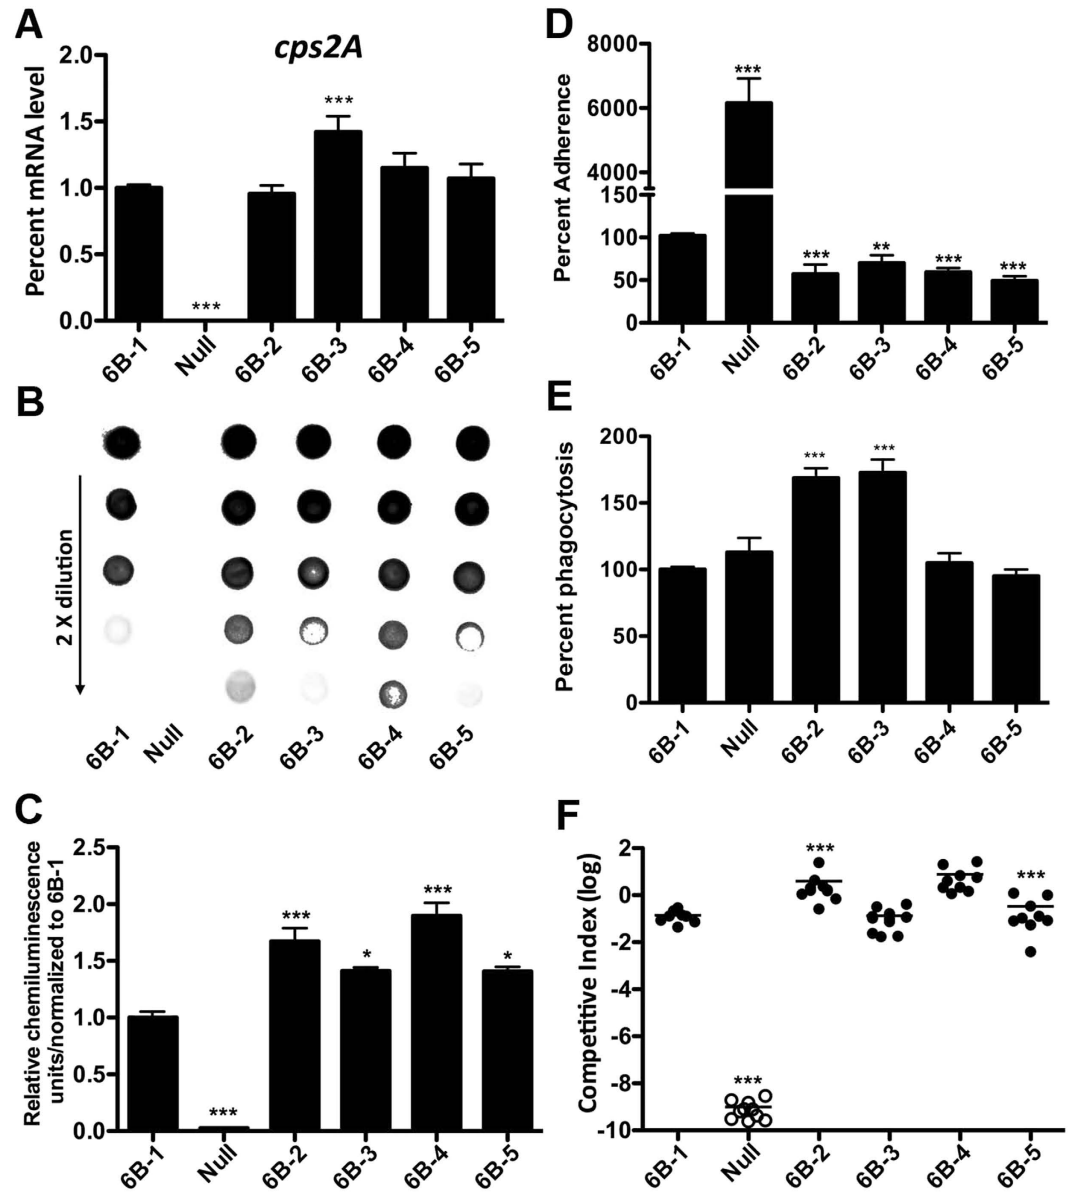 A
cps2A
Percent mRNA level
2.0
1.5
1.0
0.5
0.0
***
***
6B-1 Null 6B-2 6B-3 6B-4 6B-5
B
2 X dilution
6B-1 Null 6B-2 6B-3 6B-4 6B-5
C
Relative chemiluminescence
units/normalized to 6B-1
2.5
2.0
1.5
1.0
0.5
0.0
***
***
*
***
*
6B-1 Null 6B-2 6B-3 6B-4 6B-5
D
Percent Adherence
8000
6000
4000
150
100
50
0
***
***
**
***
***
6B-1 Null 6B-2 6B-3 6B-4 6B-5
E
Percent phagocytosis
200
150
100
50
0
***
***
6B-1 Null 6B-2 6B-3 6B-4 6B-5
F
Competitive Index (log)
2
0
-2
-4
-6
-8
-10
***
***
***
6B-1 Null 6B-2 6B-3 6B-4 6B-5